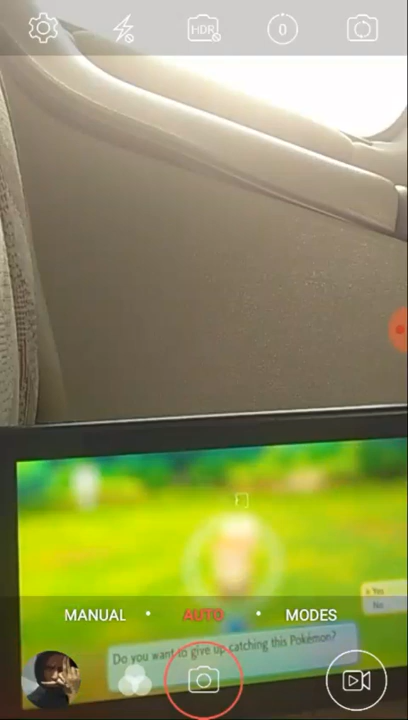 HDR
0
MANUAL • AUTO • MODES
Yes
No
Do you want to give up catching this Pokémon?